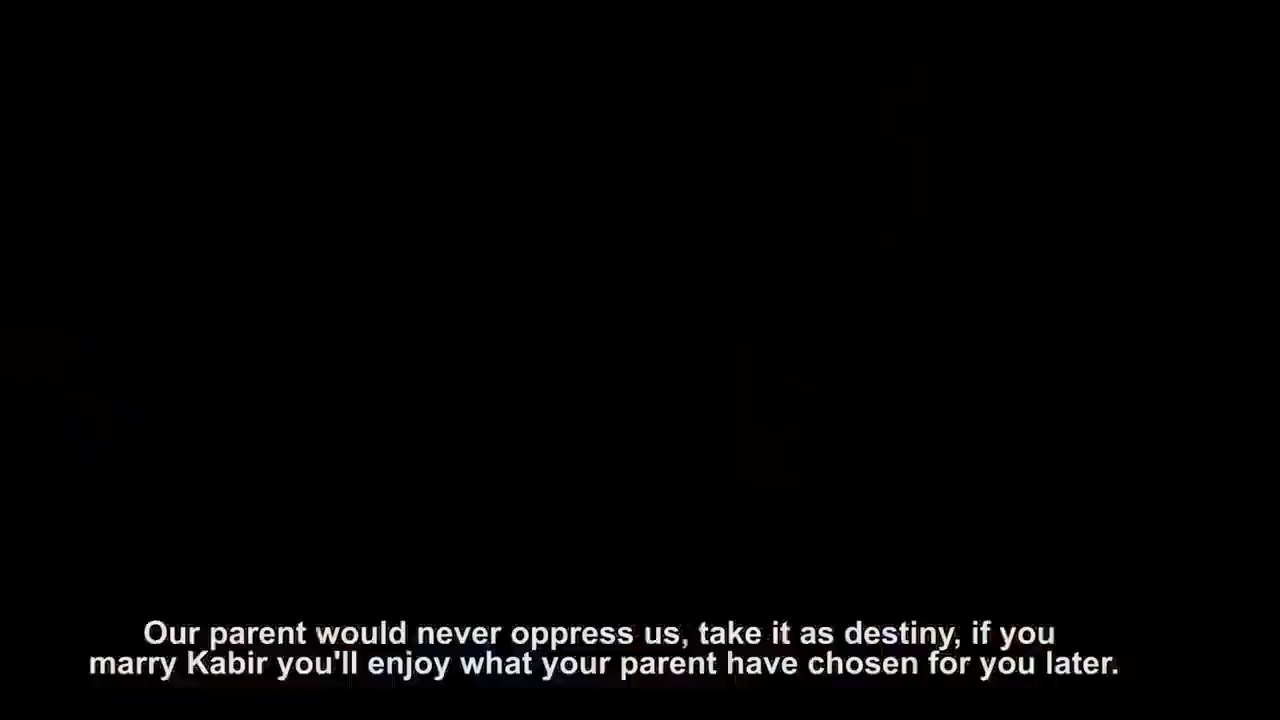 Our parent would never oppress us, take it as destiny, if you
marry Kabir you'll enjoy what your parent have chosen for you later.